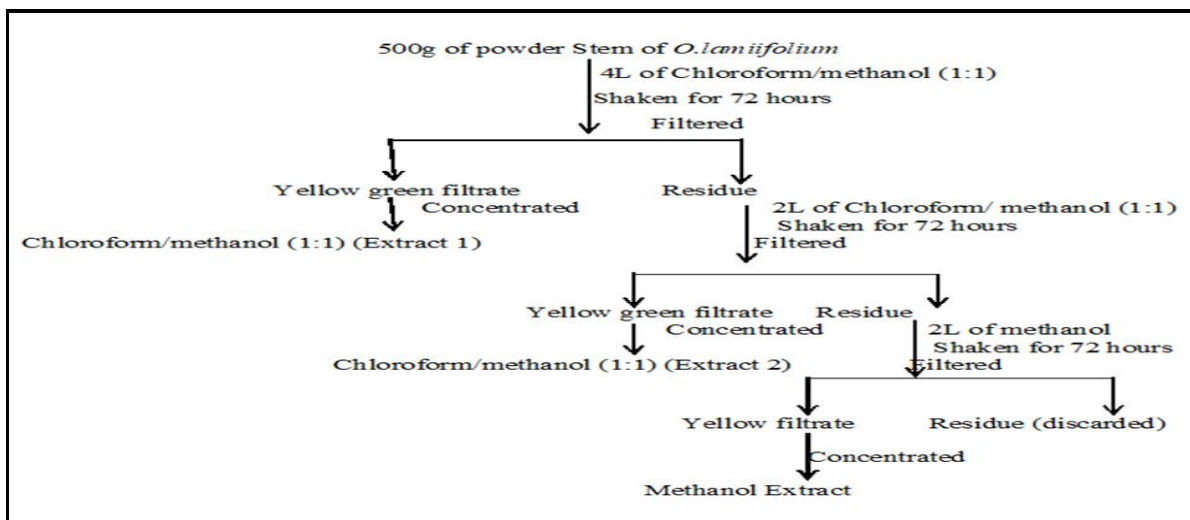 500g of powder Stem of O.lamiifolium
4L of Chloroform/methanol (1:1)
Shaken for 72 hours
Filtered
Yellow green filtrate
Residue
Concentrated
2L of Chloroform/ methanol (1:1)
Shaken for 72 hours
Chloroform/methanol (1:1) (Extract 1)
Filtered
Yellow green filtrate
Residue
Concentrated
2L of methanol
Shaken for 72 hours
Chloroform/methanol (1:1) (Extract 2)
Filtered
Yellow filtrate
Residue (discarded)
Concentrated
Methanol Extract